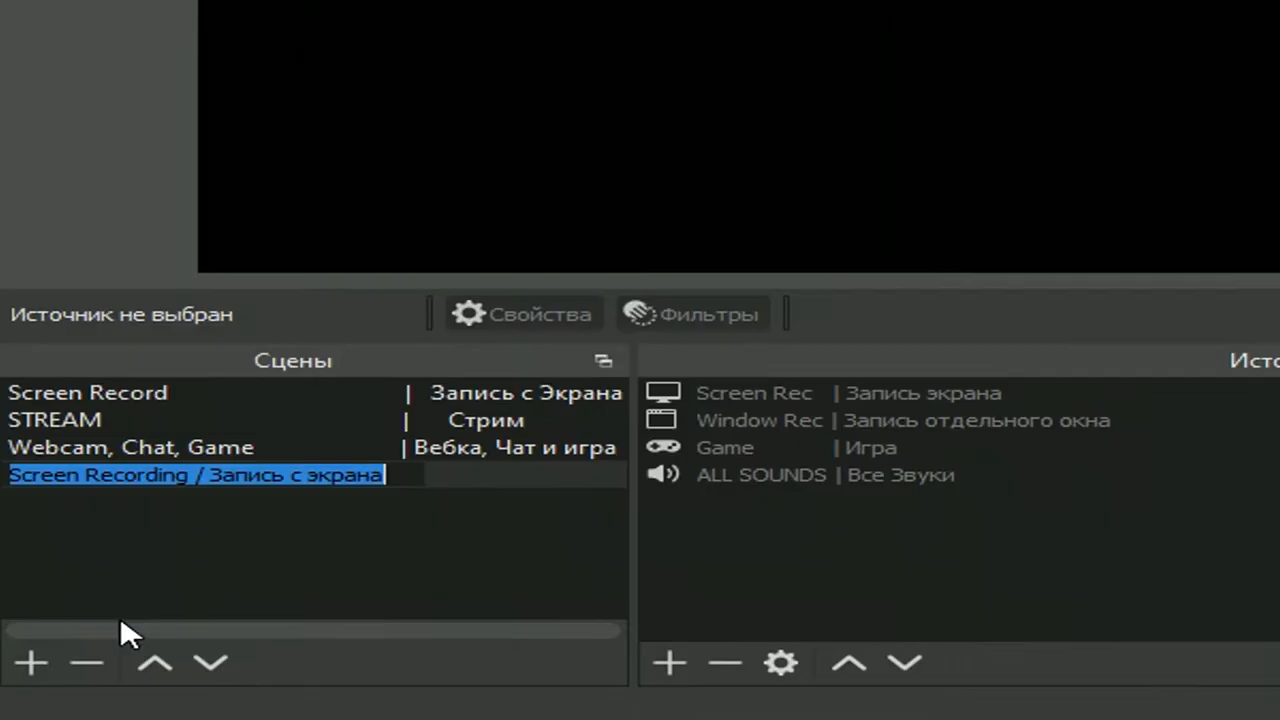 Источник не выбран
Свойства
Фильтры
Сцены
Screen Record | Запись с Экрана
STREAM | Стрим
Webcam, Chat, Game | Вебка, Чат и игра
Screen Recording / Запись с экрана
Исто
Screen Rec | Запись экрана
Window Rec | Запись отдельного окна
Game | Игра
ALL SOUNDS | Все Звуки